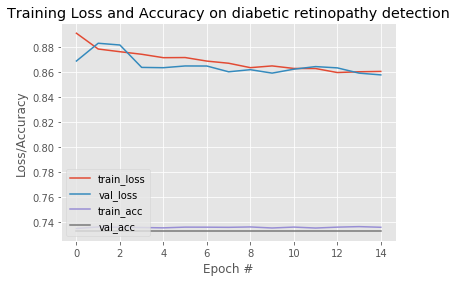 Training Loss and Accuracy on diabetic retinopathy detection
Loss/Accuracy
0.88
0.86
0.84
0.82
0.80
0.78
0.76
0.74
train_loss
val_loss
train_acc
val_acc
0 2 4 6 8 10 12 14
Epoch #